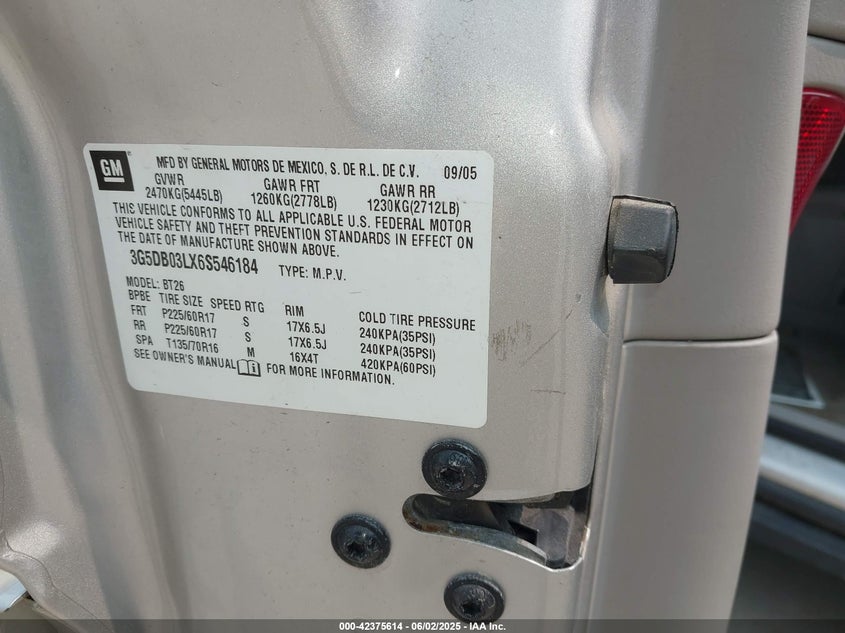 GM MFD BY GENERAL MOTORS DE MEXICO, S. DE R.L. DE C.V. 09/05
GVWR GAWR FRT GAWR RR
2470KG(5445LB) 1260KG(2778LB) 1230KG(2712LB)
THIS VEHICLE CONFORMS TO ALL APPLICABLE U.S. FEDERAL MOTOR
VEHICLE SAFETY AND THEFT PREVENTION STANDARDS IN EFFECT ON
THE DATE OF MANUFACTURE SHOWN ABOVE.
3G5DB03LX6S546184 TYPE: M.P.V.
MODEL: BT26
BPBE TIRE SIZE SPEED RTG RIM COLD TIRE PRESSURE
FRT P225/60R17 S 17X6.5J 240KPA(35PSI)
RR P225/60R17 S 17X6.5J 240KPA(35PSI)
SPA T135/70R16 M 16X4T 420KPA(60PSI)
SEE OWNER'S MANUAL FOR MORE INFORMATION.
000-42375614 - 06/02/2025 - IAA, Inc.